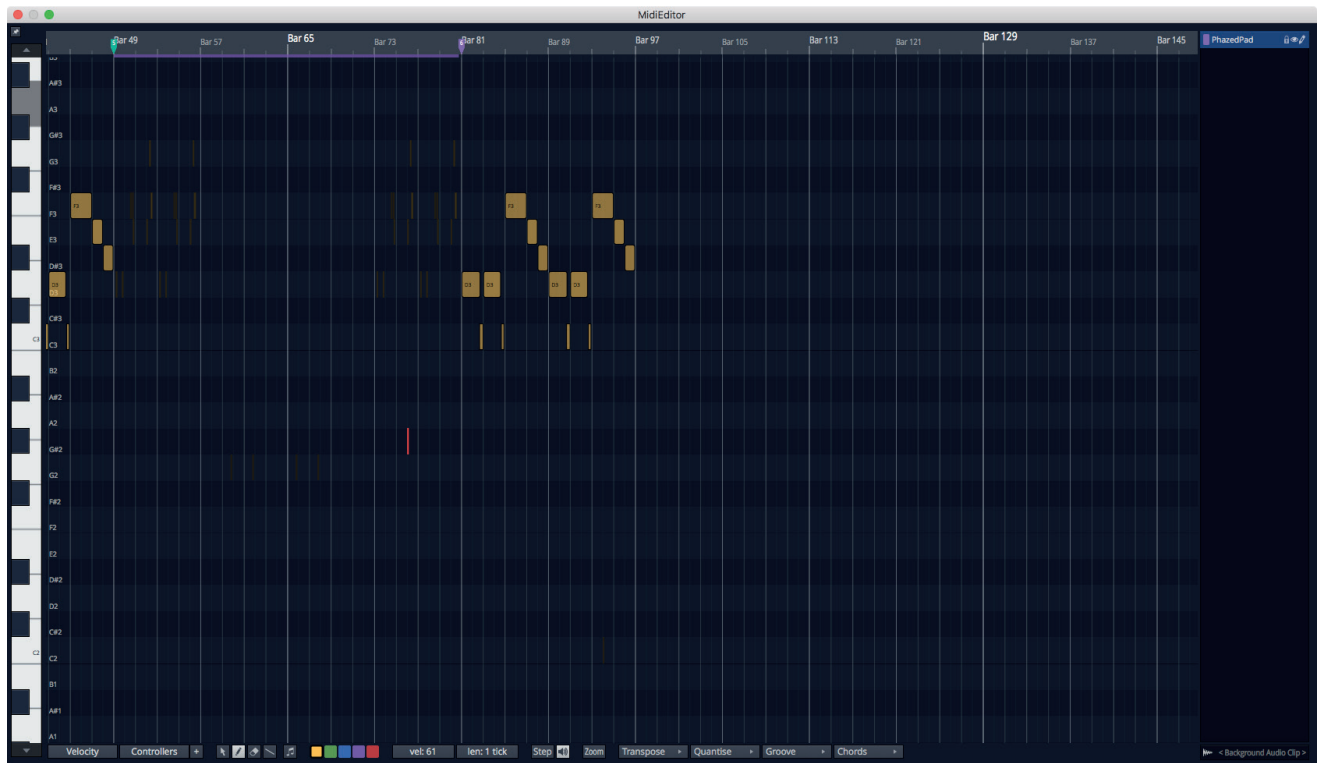 MidiEditor
Bar 49 Bar 57 Bar 65 Bar 73 Bar 81 Bar 89 Bar 97 Bar 105 Bar 113 Bar 121 Bar 129 Bar 137 Bar 145
PhazedPad
A#3
A3
G#3
G3
F#3
F3 F3 F3
F3
E3
D#3
D3 D3 D3 D3 D3
D3
C#3
C3 C3
B2
A#2
A2
G#2
G2
F#2
F2
E2
D#2
D2
C#2
C2 C2
B1
A#1
A1
Velocity Controllers + vel: 61 len: 1 tick Step Zoom Transpose Quantise Groove Chords < Background Audio Clip >